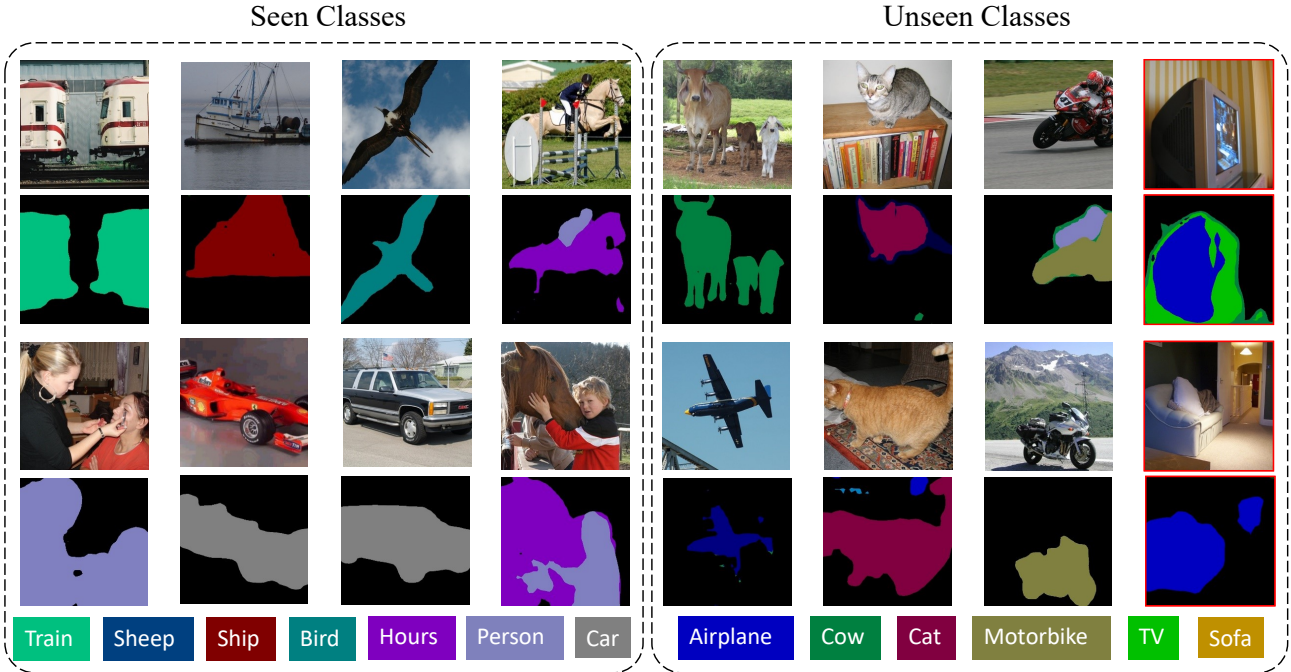 Seen Classes
Unseen Classes
Train Sheep Ship Bird Hours Person Car
Airplane Cow Cat Motorbike TV Sofa